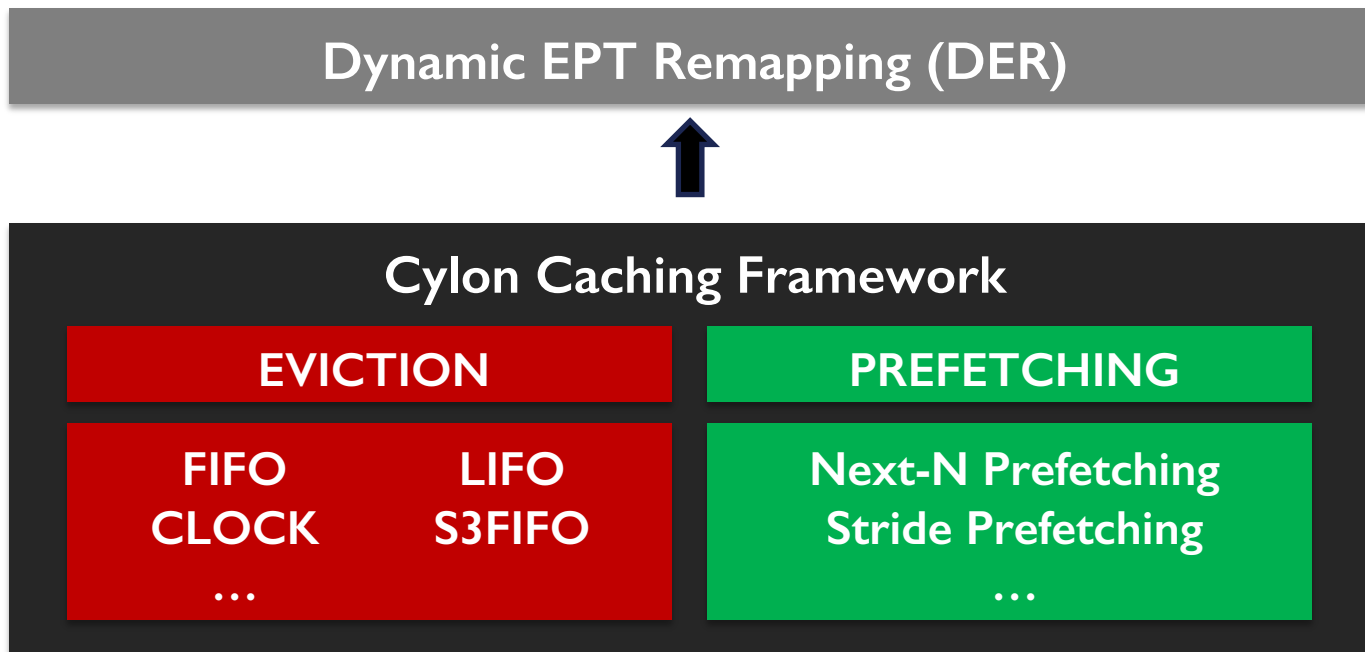 Dynamic EPT Remapping (DER)
Cylon Caching Framework
EVICTION
FIFO LIFO
CLOCK S3FIFO
…
PREFETCHING
Next-N Prefetching
Stride Prefetching
…